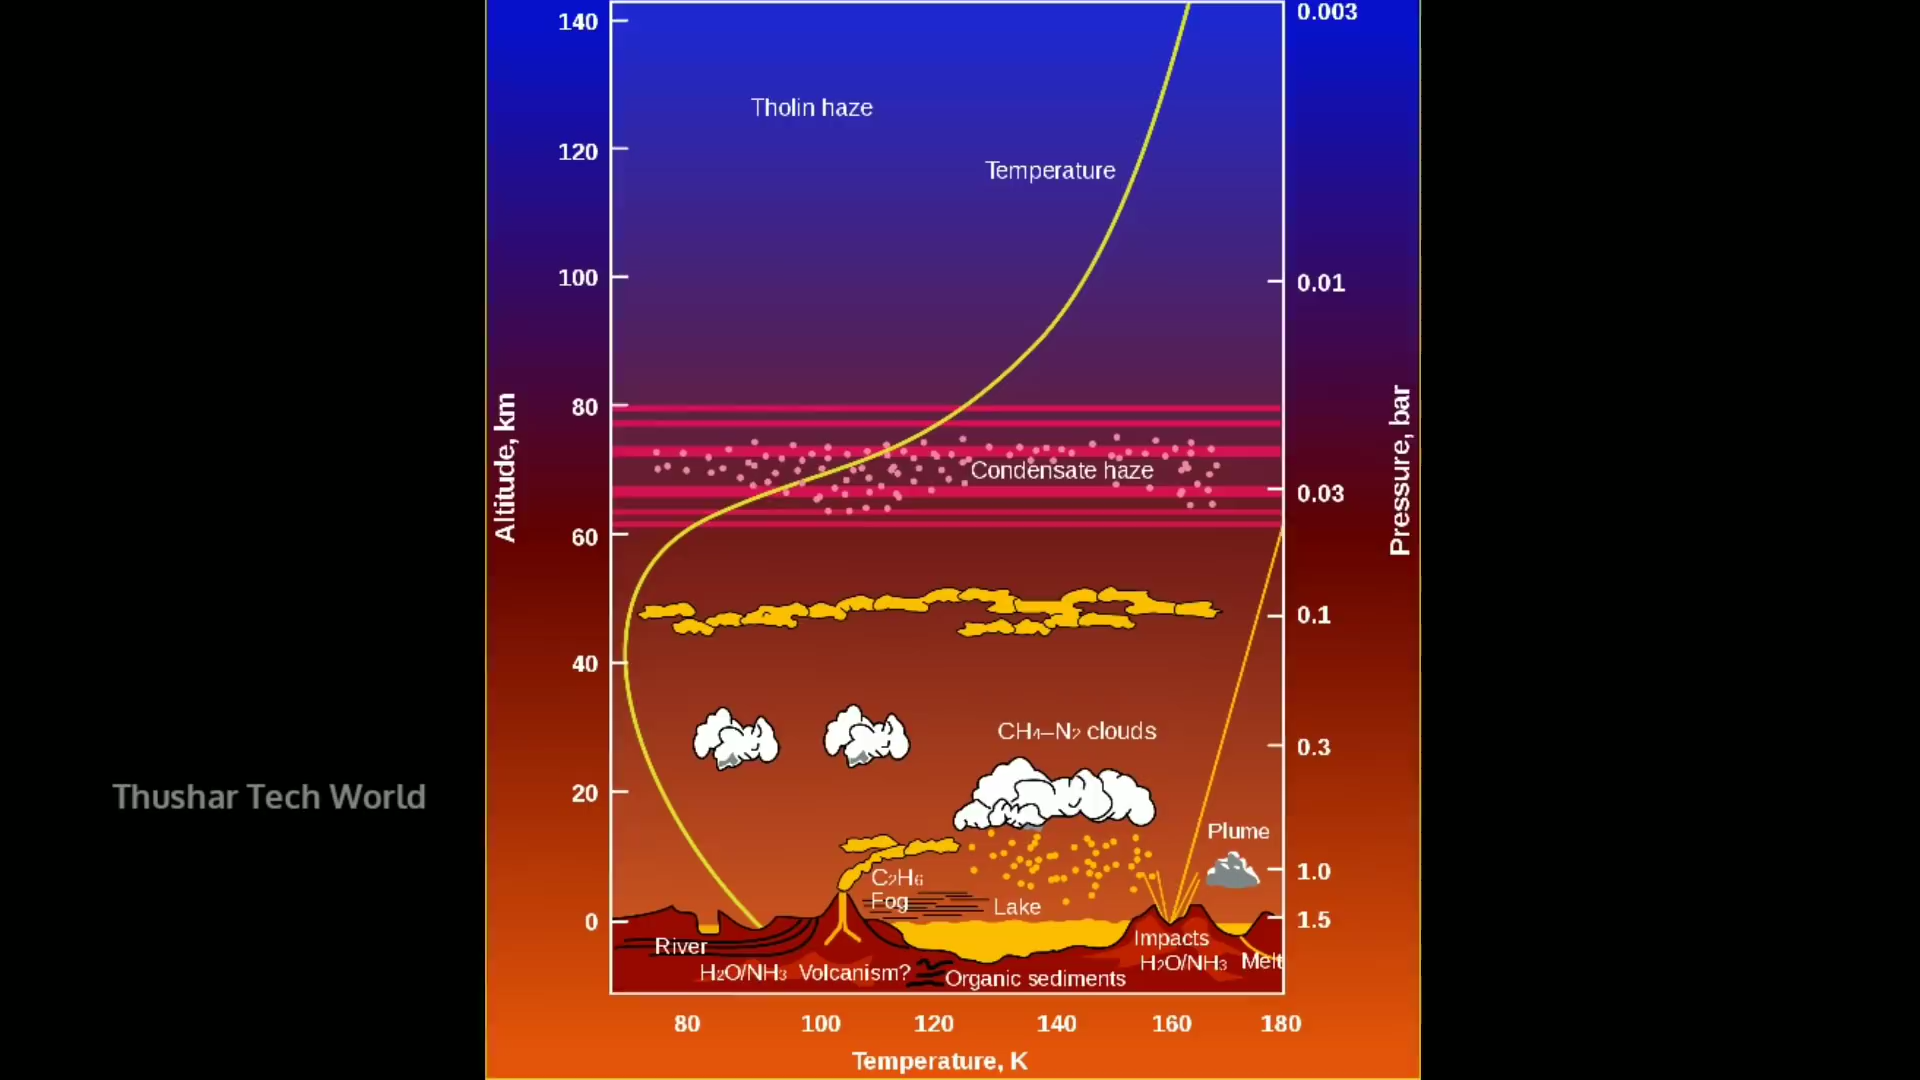 140
0.003
Tholin haze
120
Temperature
100
0.01
80
Condensate haze
0.03
Altitude, km
Pressure, bar
60
0.1
40
CH₄–N₂ clouds
0.3
20
Thushar Tech World
Plume
C₂H₆
Fog
1.0
Lake
0
1.5
River
Impacts
H₂O/NH₃
Volcanism?
Organic sediments
H₂O/NH₃
Melt
80
100
120
140
160
180
Temperature, K